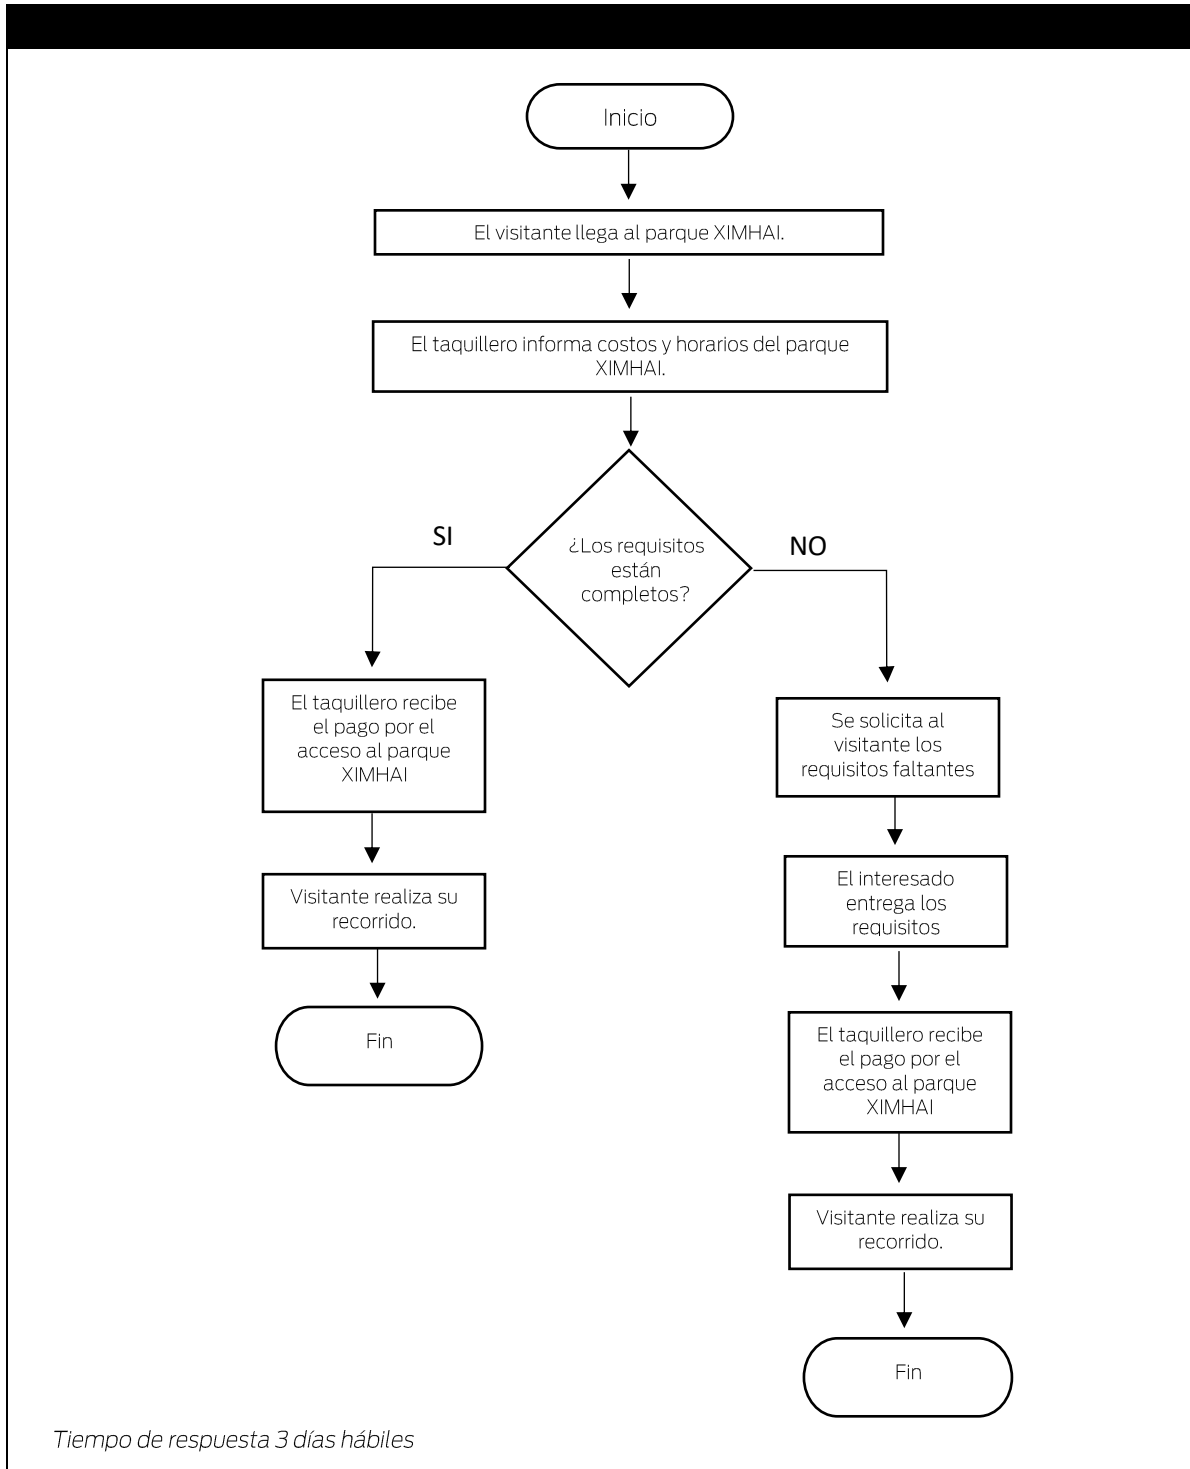 Inicio
El visitante llega al parque XIMHAI.
El taquillero informa costos y horarios del parque
XIMHAI.
¿Los requisitos
están
completos?
SI
El taquillero recibe
el pago por el
acceso al parque
XIMHAI
Visitante realiza su
recorrido.
Fin
NO
Se solicita al
visitante los
requisitos faltantes
El interesado
entrega los
requisitos
El taquillero recibe
el pago por el
acceso al parque
XIMHAI
Visitante realiza su
recorrido.
Fin
Tiempo de respuesta 3 días hábiles